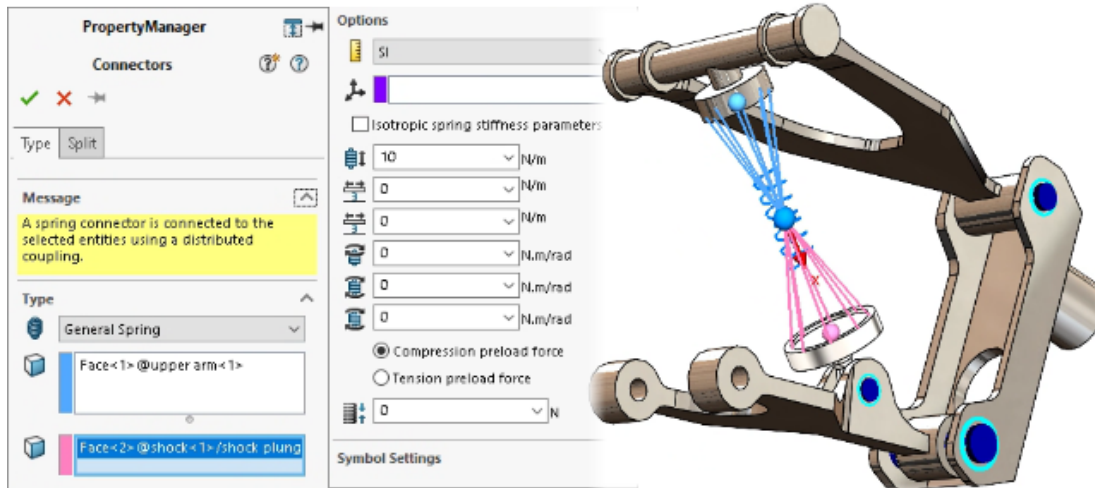 PropertyManager
Connectors
Type
Split
Message
A spring connector is connected to the
selected entities using a distributed
coupling.
Type
General Spring
Face<1>@upper arm<1>
Face<2>@shock<1>/shock plung
Options
SI
Isotropic spring stiffness parameters
10
N/m
0
N/m
0
N/m
0
N.m/rad
0
N.m/rad
0
N.m/rad
Compression preload force
Tension preload force
0
N
Symbol Settings
x